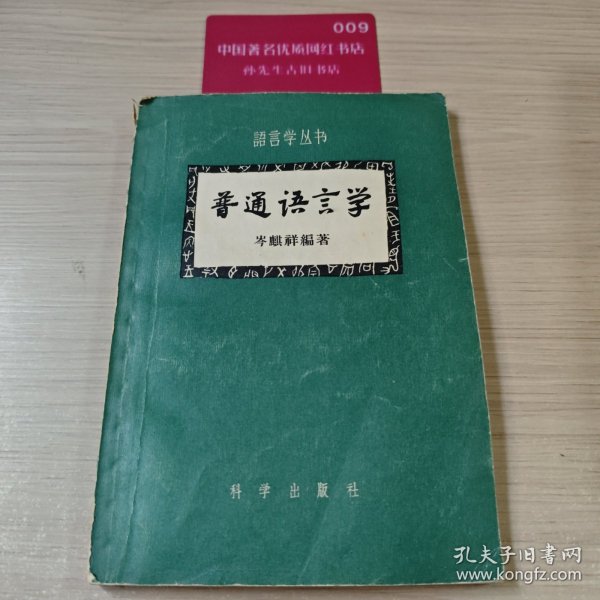 009
中国著名优质网红书店
孙先生古旧书店
語言学丛书
普通语言学
岑麒祥編著
科学出版社
孔夫子旧书网
www.kongfz.com